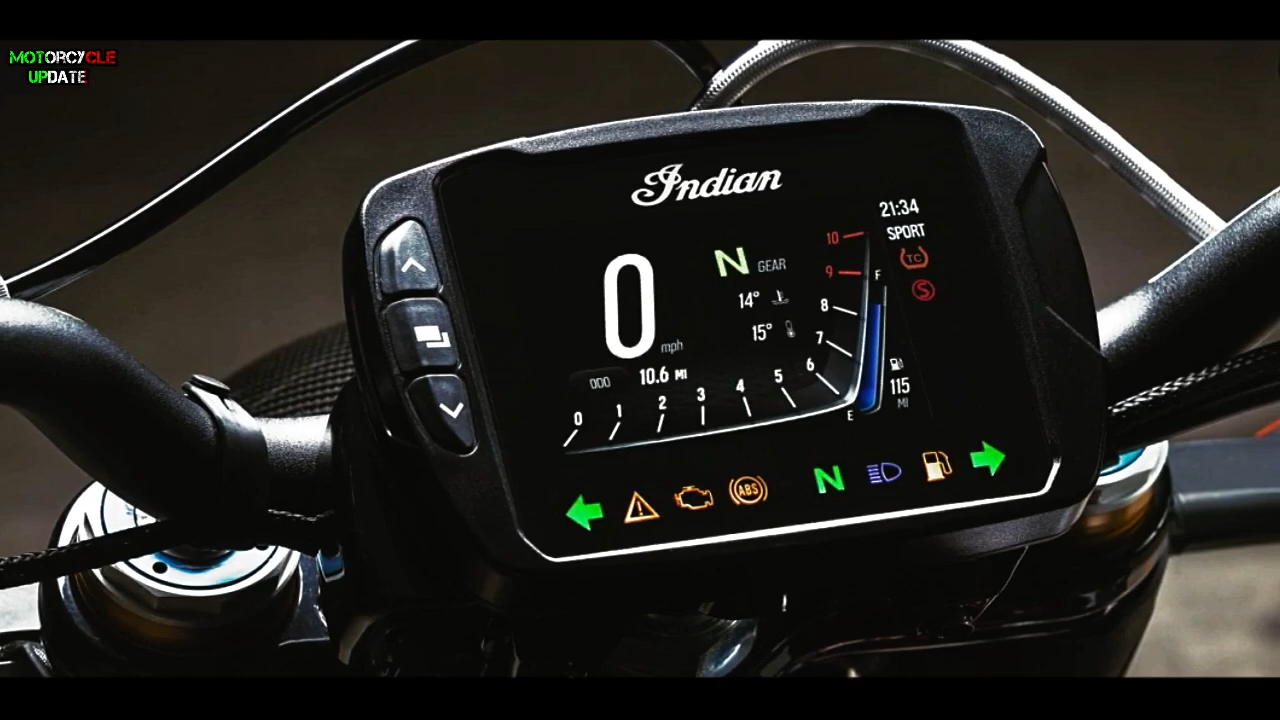 MOTORCYCLE
UPDATE
Indian
21:34
SPORT
TC
S
0
mph
N GEAR
14°
15°
ODO 10.6 MI
0 1 2 3 4 5 6 7 8 9 10
F
E
115
MI
ABS
N